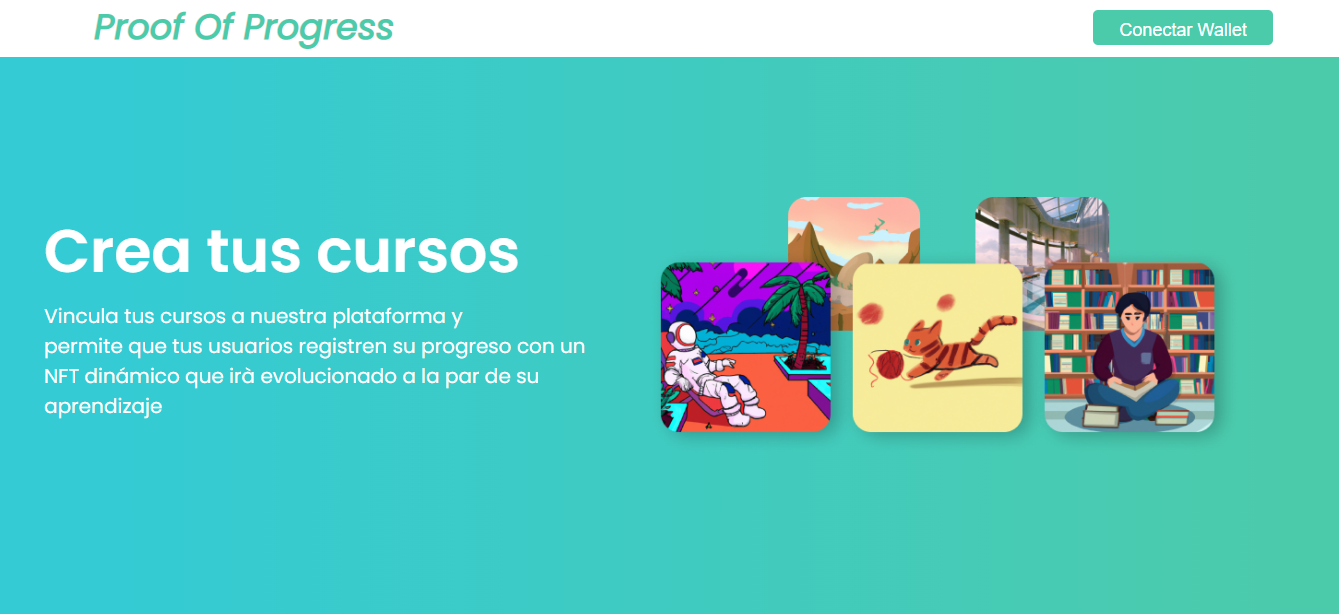 Proof Of Progress
Conectar Wallet
Crea tus cursos
Vincula tus cursos a nuestra plataforma y
permite que tus usuarios registren su progreso con un
NFT dinámico que irà evolucionado a la par de su
aprendizaje